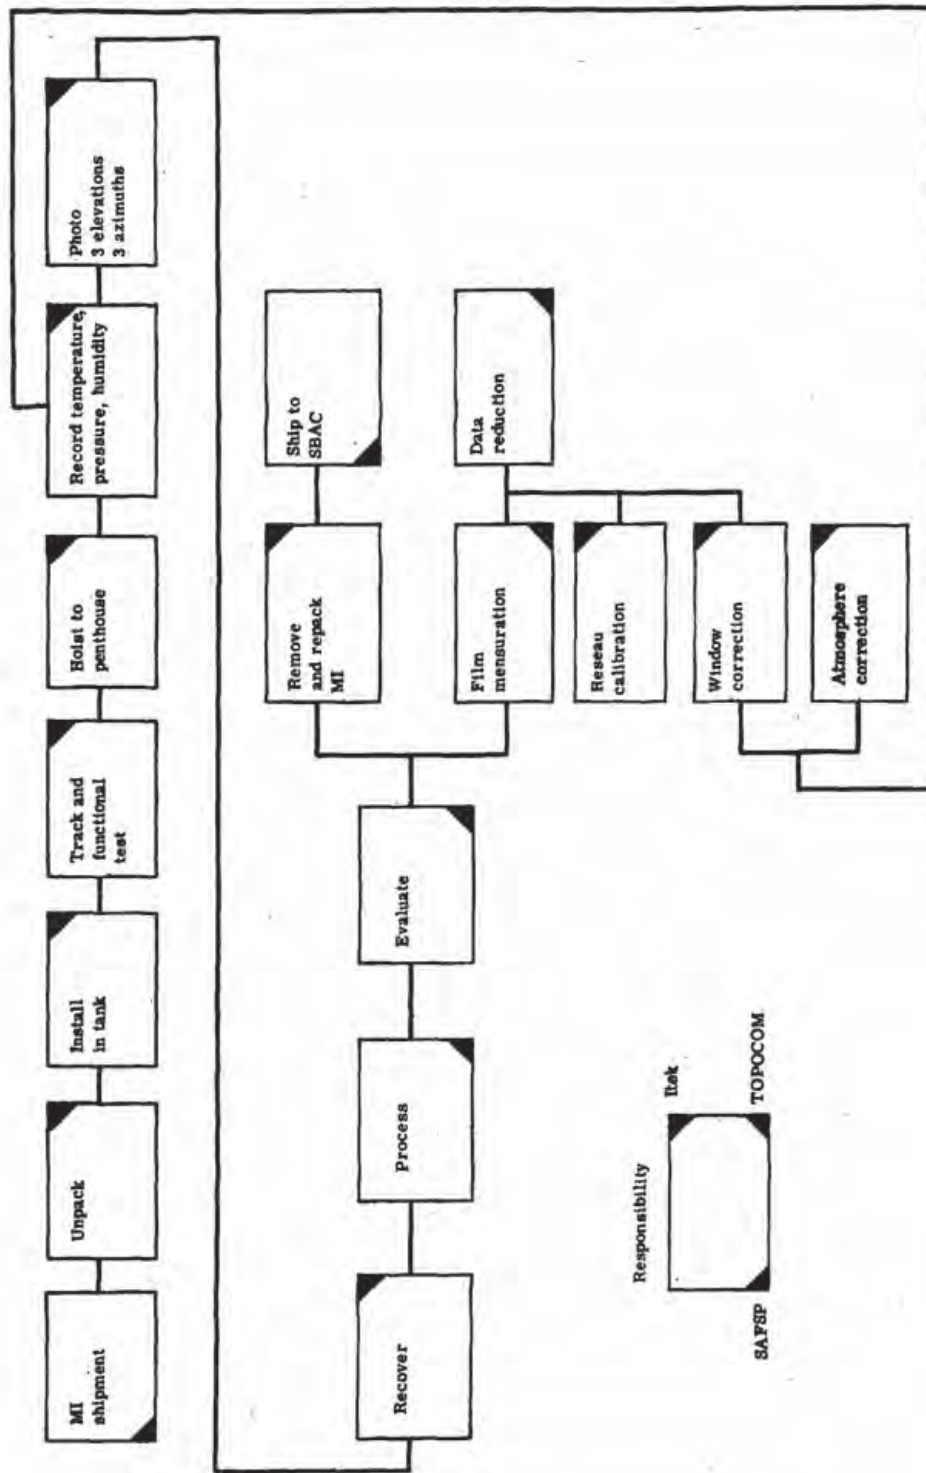 MI
shipment
Unpack
Install
in tank
Track and
functional
test
Hoist to
penthouse
Record temperature,
pressure, humidity
Photo
3 elevations
3 azimuths
Recover
Process
Evaluate
Remove
and repack
MI
Ship to
SBAC
Film
mensuration
Data
reduction
Reseau
calibration
Window
correction
Atmosphere
correction
Responsibility
Itek
SAFSP
TOPOCOM